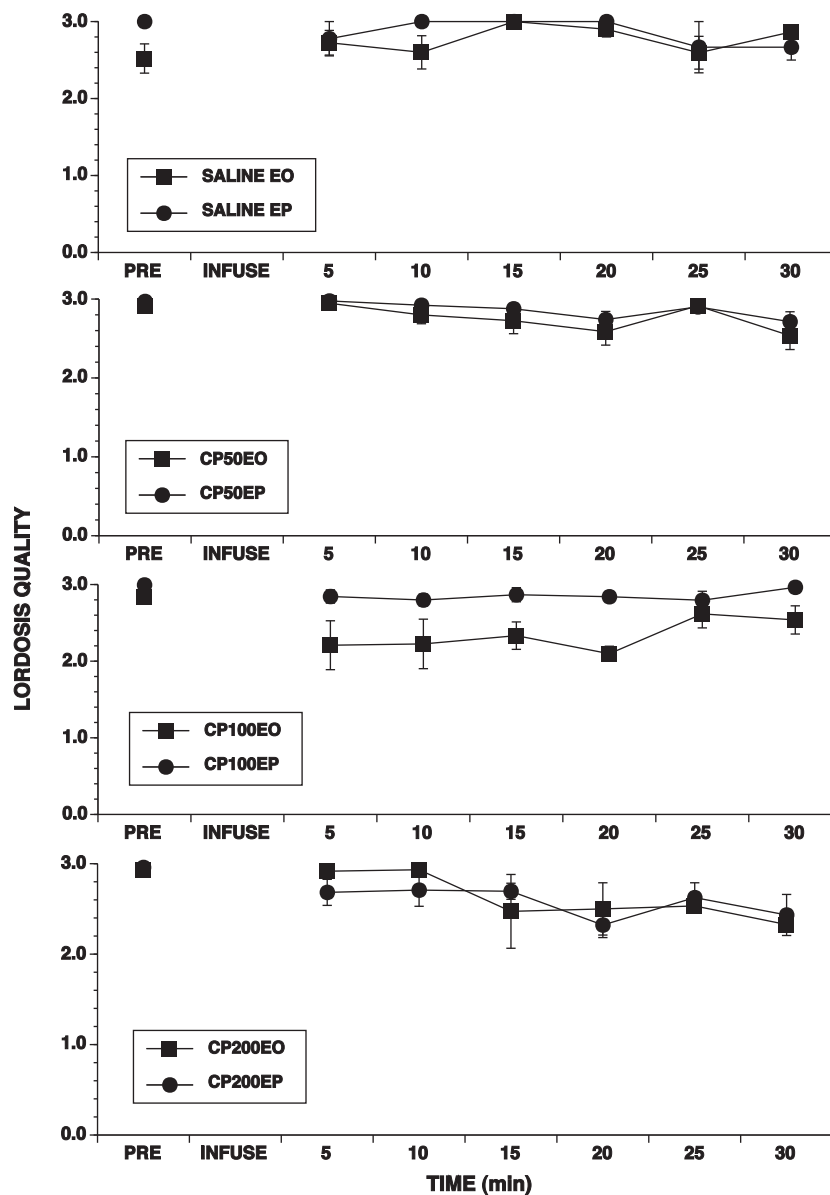 3.0
2.0
1.0
0.0
SALINE EO
SALINE EP
PRE INFUSE 5 10 15 20 25 30
3.0
2.0
1.0
0.0
CP50EO
CP50EP
PRE INFUSE 5 10 15 20 25 30
LORDOSIS QUALITY
3.0
2.0
1.0
0.0
CP100EO
CP100EP
PRE INFUSE 5 10 15 20 25 30
3.0
2.0
1.0
0.0
CP200EO
CP200EP
PRE INFUSE 5 10 15 20 25 30
TIME (min)